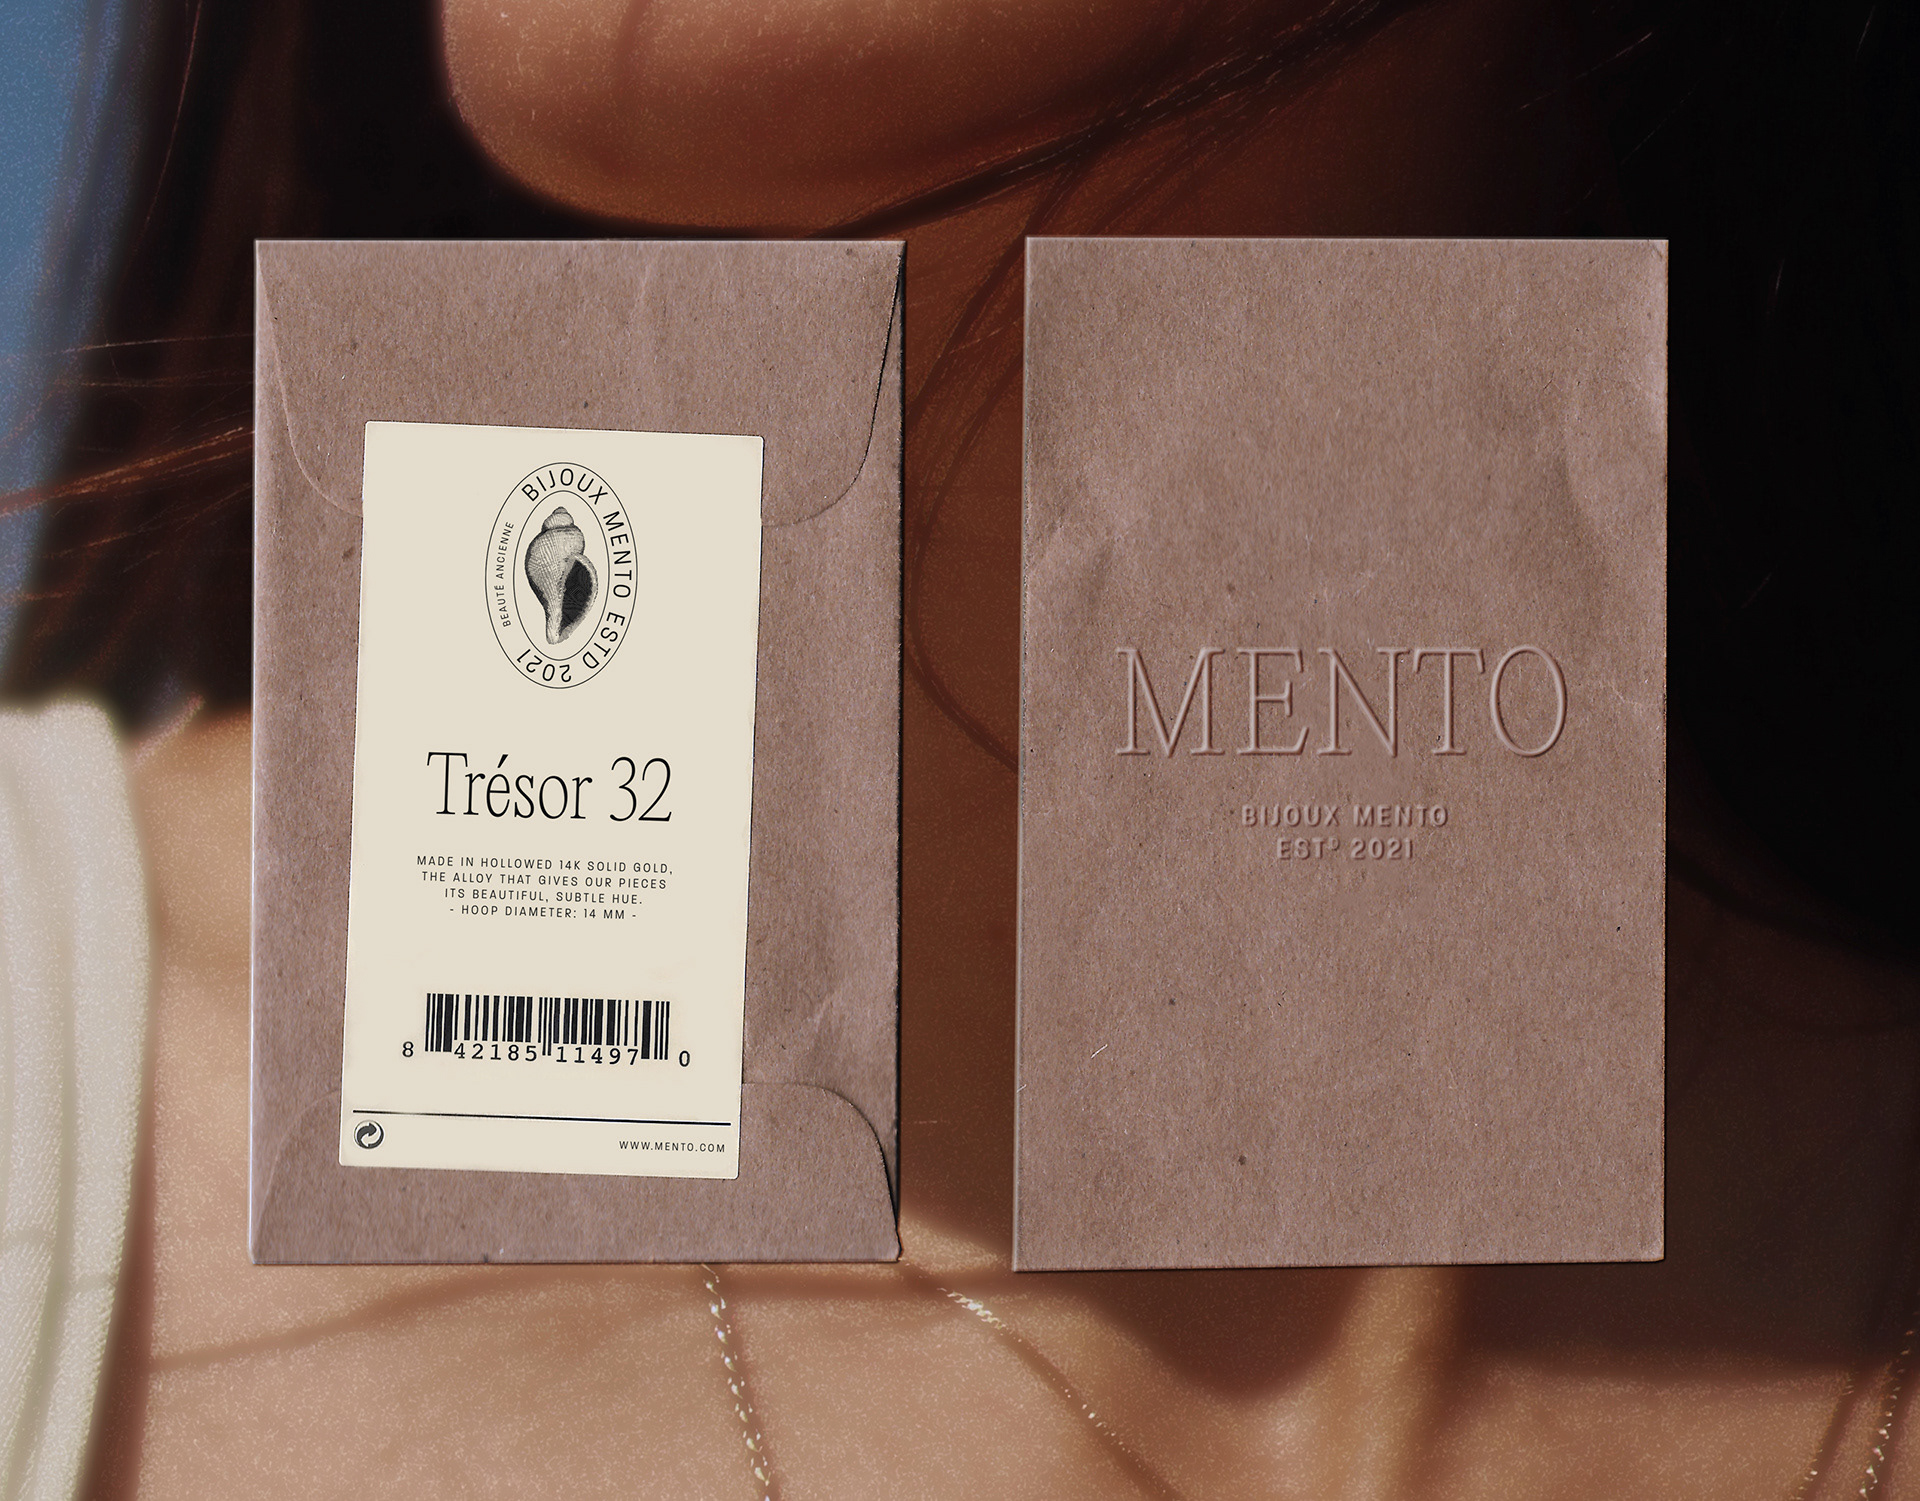 BIJOUX MENTO ESTD 2021
BEAUTÉ ANCIENNE
Trésor 32
MADE IN HOLLOWED 14K SOLID GOLD,
THE ALLOY THAT GIVES OUR PIECES
ITS BEAUTIFUL, SUBTLE HUE.
- HOOP DIAMETER: 14 MM -
8 42185 11497 0
WWW.MENTO.COM
MENTO
BIJOUX MENTO
ESTD 2021